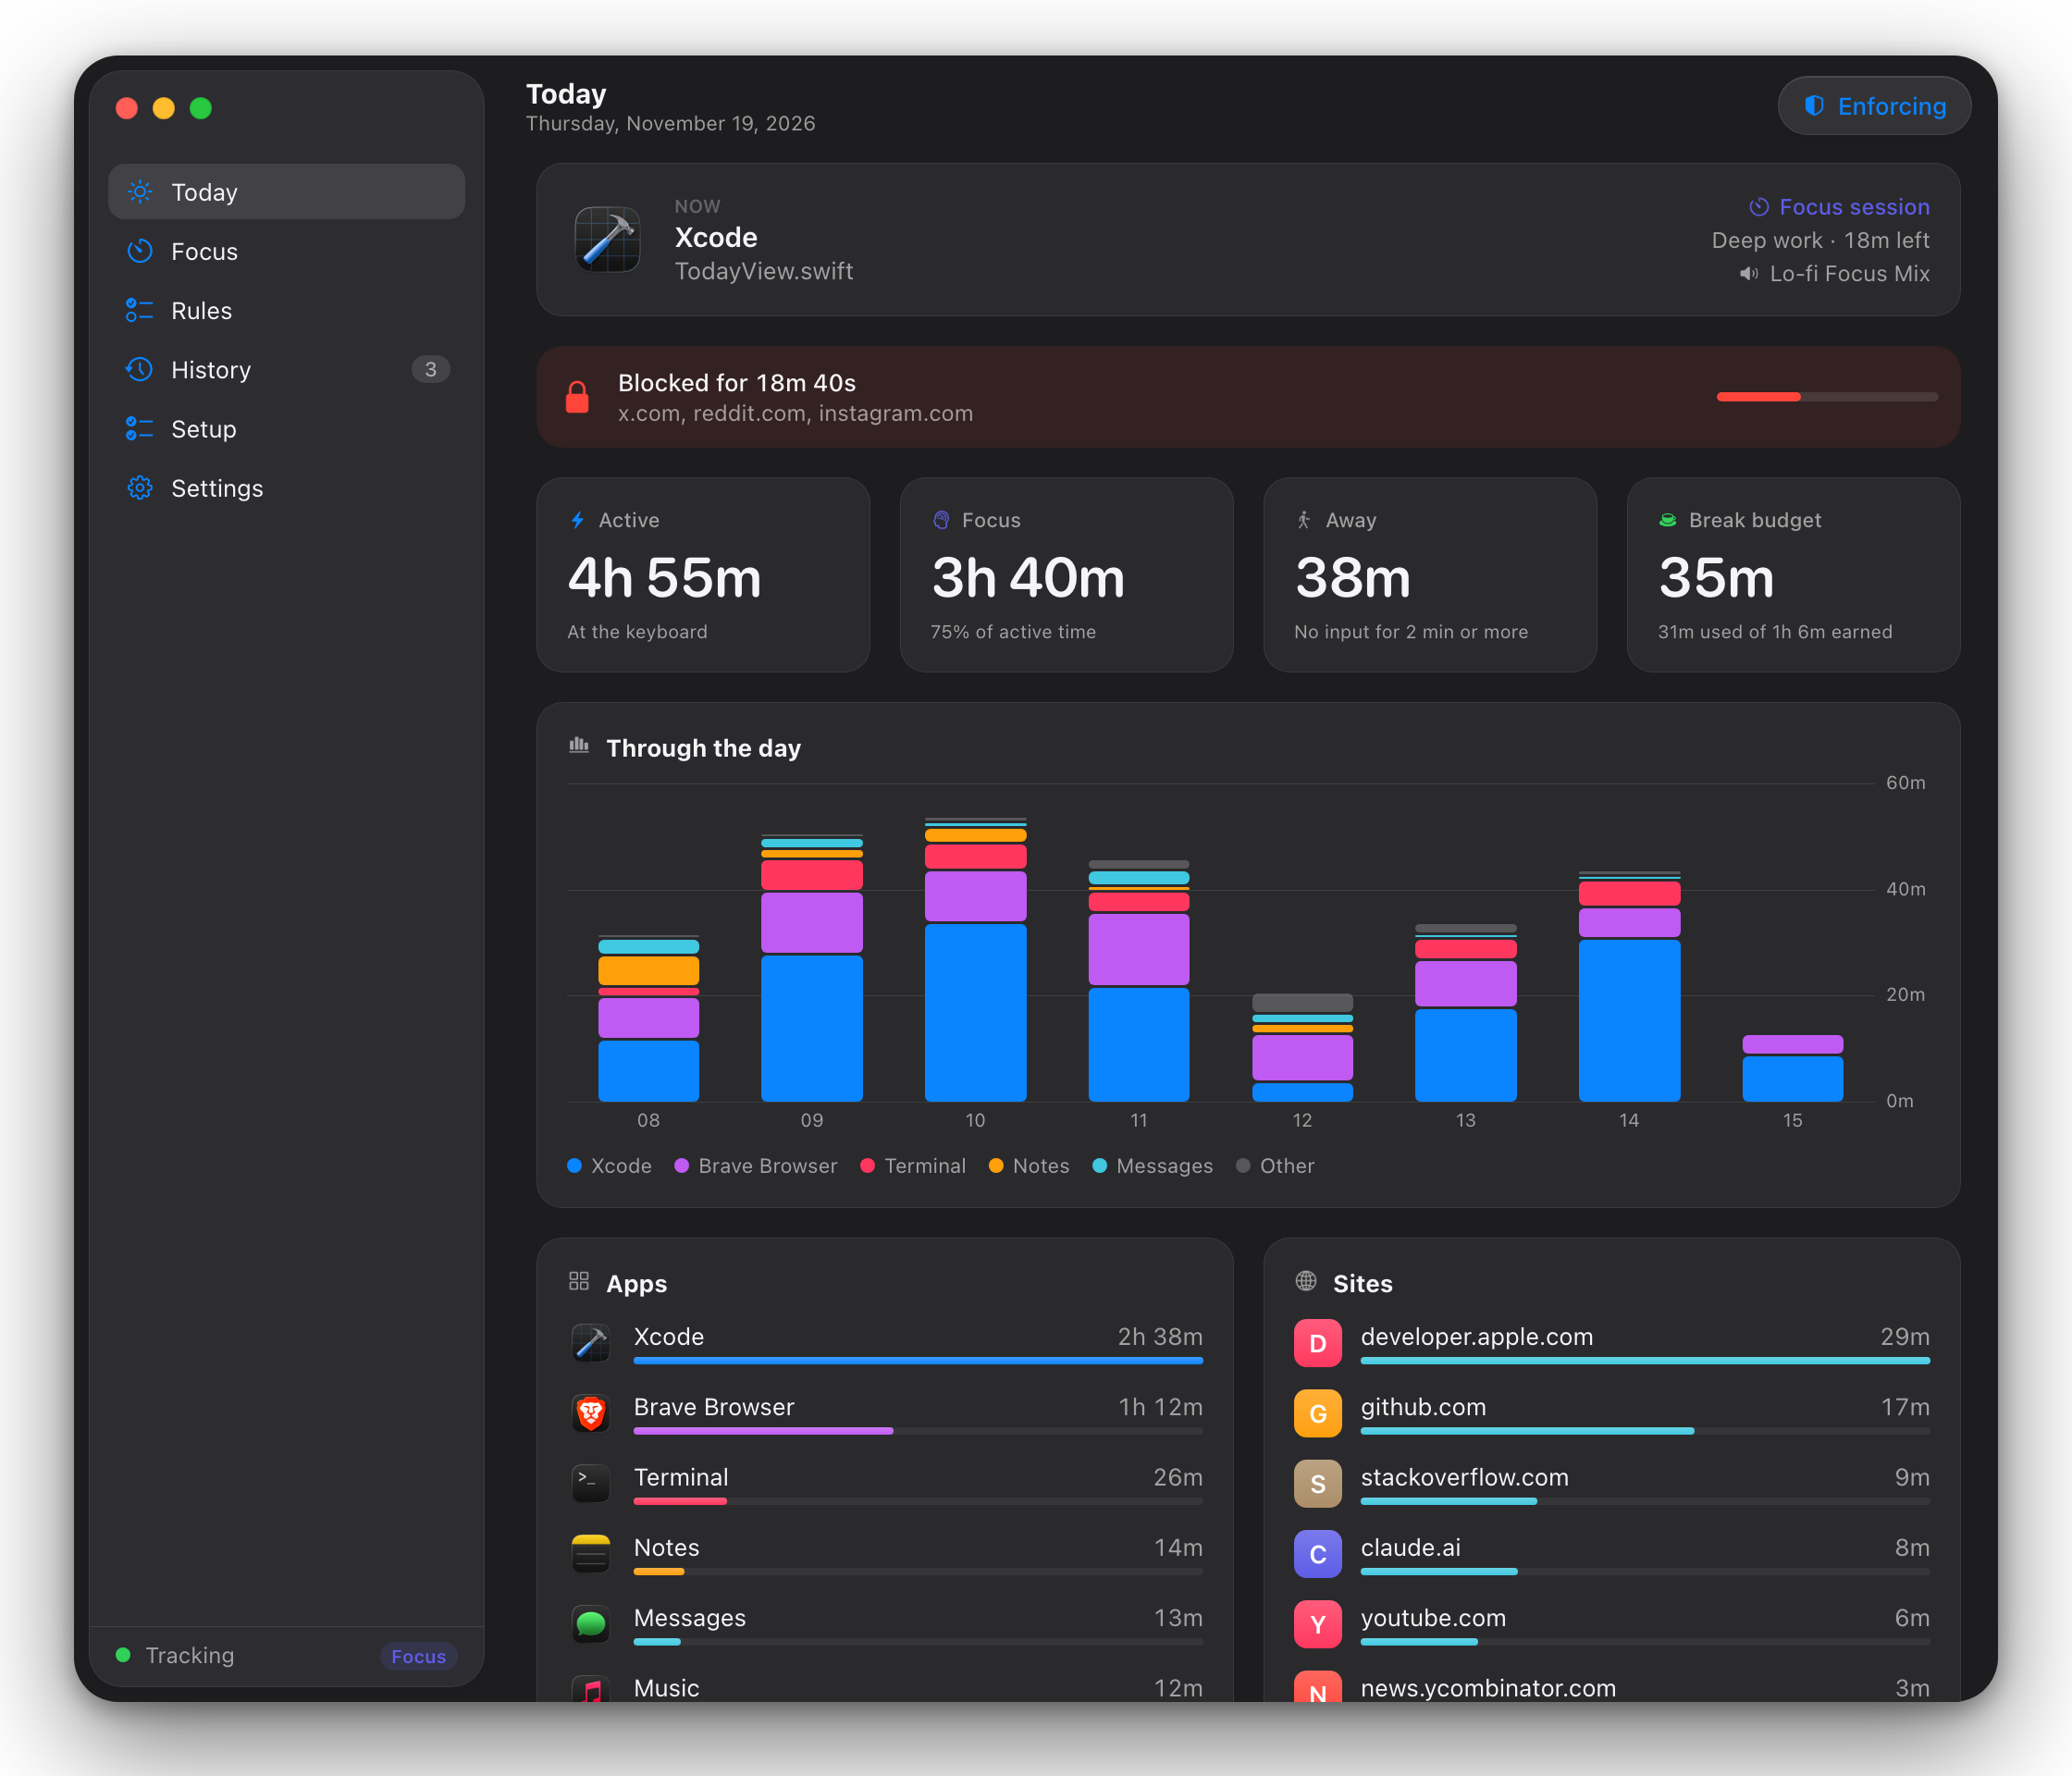 Today
Thursday, November 19, 2026
Enforcing
Today
Focus
Rules
History
3
Setup
Settings
NOW
Xcode
TodayView.swift
Focus session
Deep work · 18m left
Lo-fi Focus Mix
Blocked for 18m 40s
x.com, reddit.com, instagram.com
Active
4h 55m
At the keyboard
Focus
3h 40m
75% of active time
Away
38m
No input for 2 min or more
Break budget
35m
31m used of 1h 6m earned
Through the day
60m
40m
20m
0m
08 09 10 11 12 13 14 15
Xcode Brave Browser Terminal Notes Messages Other
Apps
Xcode 2h 38m
Brave Browser 1h 12m
>_ Terminal 26m
Notes 14m
Messages 13m
Music 12m
Sites
D developer.apple.com 29m
G github.com 17m
S stackoverflow.com 9m
C claude.ai 8m
Y youtube.com 6m
N news.ycombinator.com 3m
Tracking
Focus